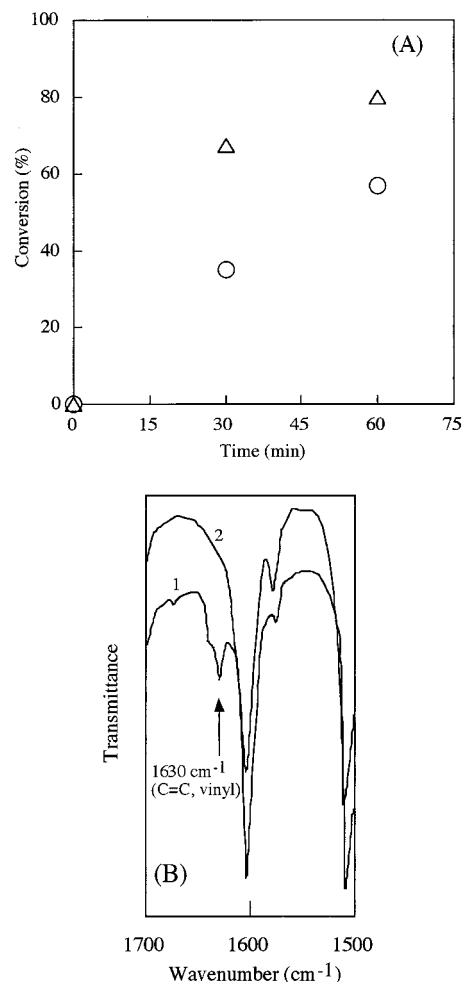 100
(A)
80
60
40
20
0
Conversion (%)
0 15 30 45 60 75
Time (min)
2
1
1630 cm-1
(C=C, vinyl)
Transmittance
(B)
1700 1600 1500
Wavenumber (cm-1)